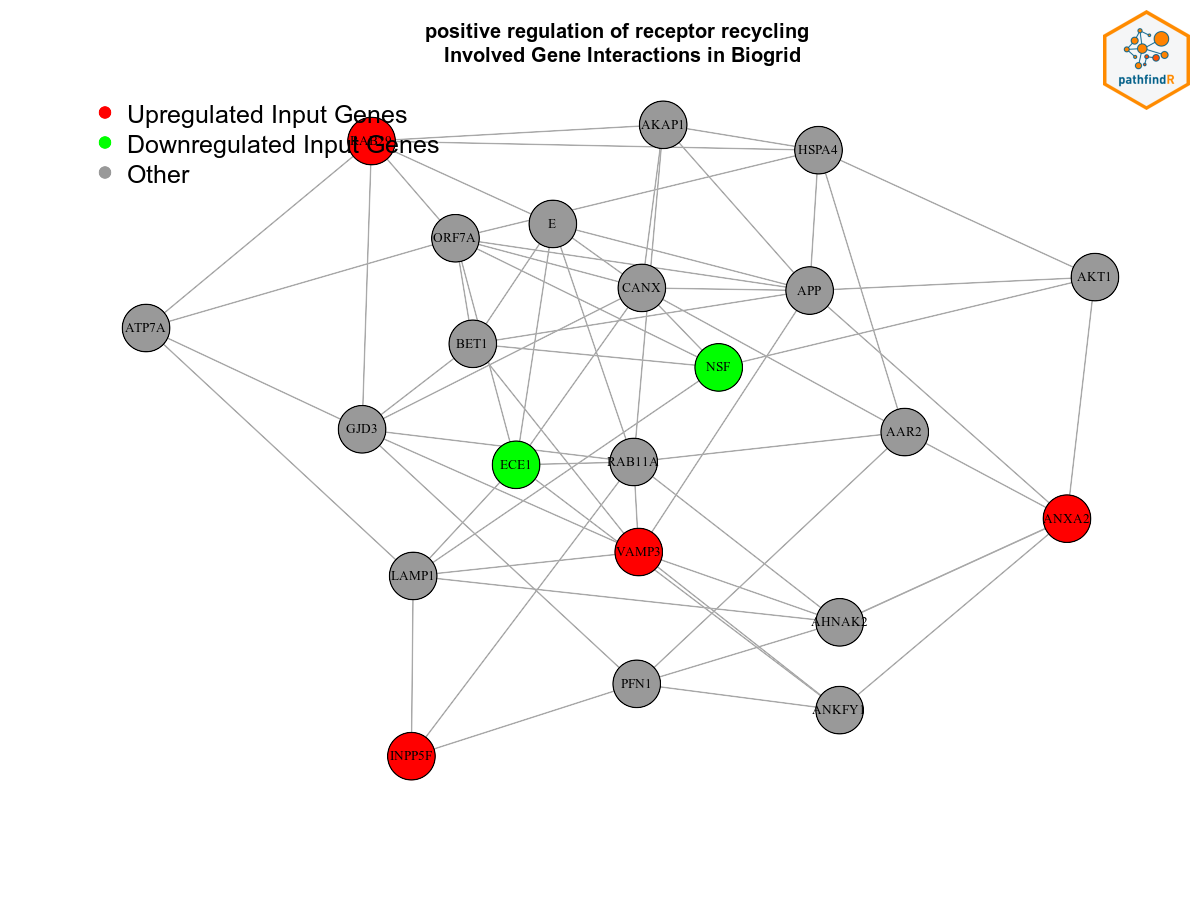 positive regulation of receptor recycling
Involved Gene Interactions in Biogrid
pathfindR
Upregulated Input Genes
Downregulated Input Genes
Other
AKAP1
HSPA4
E
ORF7A
AKT1
CANX
APP
ATP7A
BET1
NSF
GJD3
AAR2
ECE1
RAB11A
ANXA2
VAMP3
LAMP1
AHNAK2
PFN1
ANKFY1
INPP5F